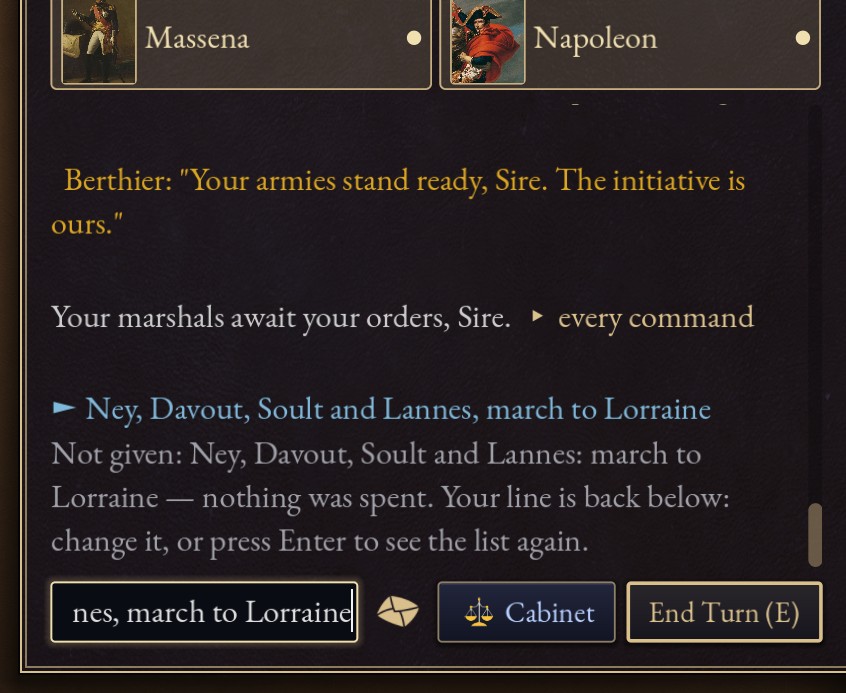 Massena
Napoleon
Berthier: "Your armies stand ready, Sire. The initiative is
ours."
Your marshals await your orders, Sire. ▸ every command
► Ney, Davout, Soult and Lannes, march to Lorraine
Not given: Ney, Davout, Soult and Lannes: march to
Lorraine — nothing was spent. Your line is back below:
change it, or press Enter to see the list again.
nes, march to Lorraine
Cabinet
End Turn (E)